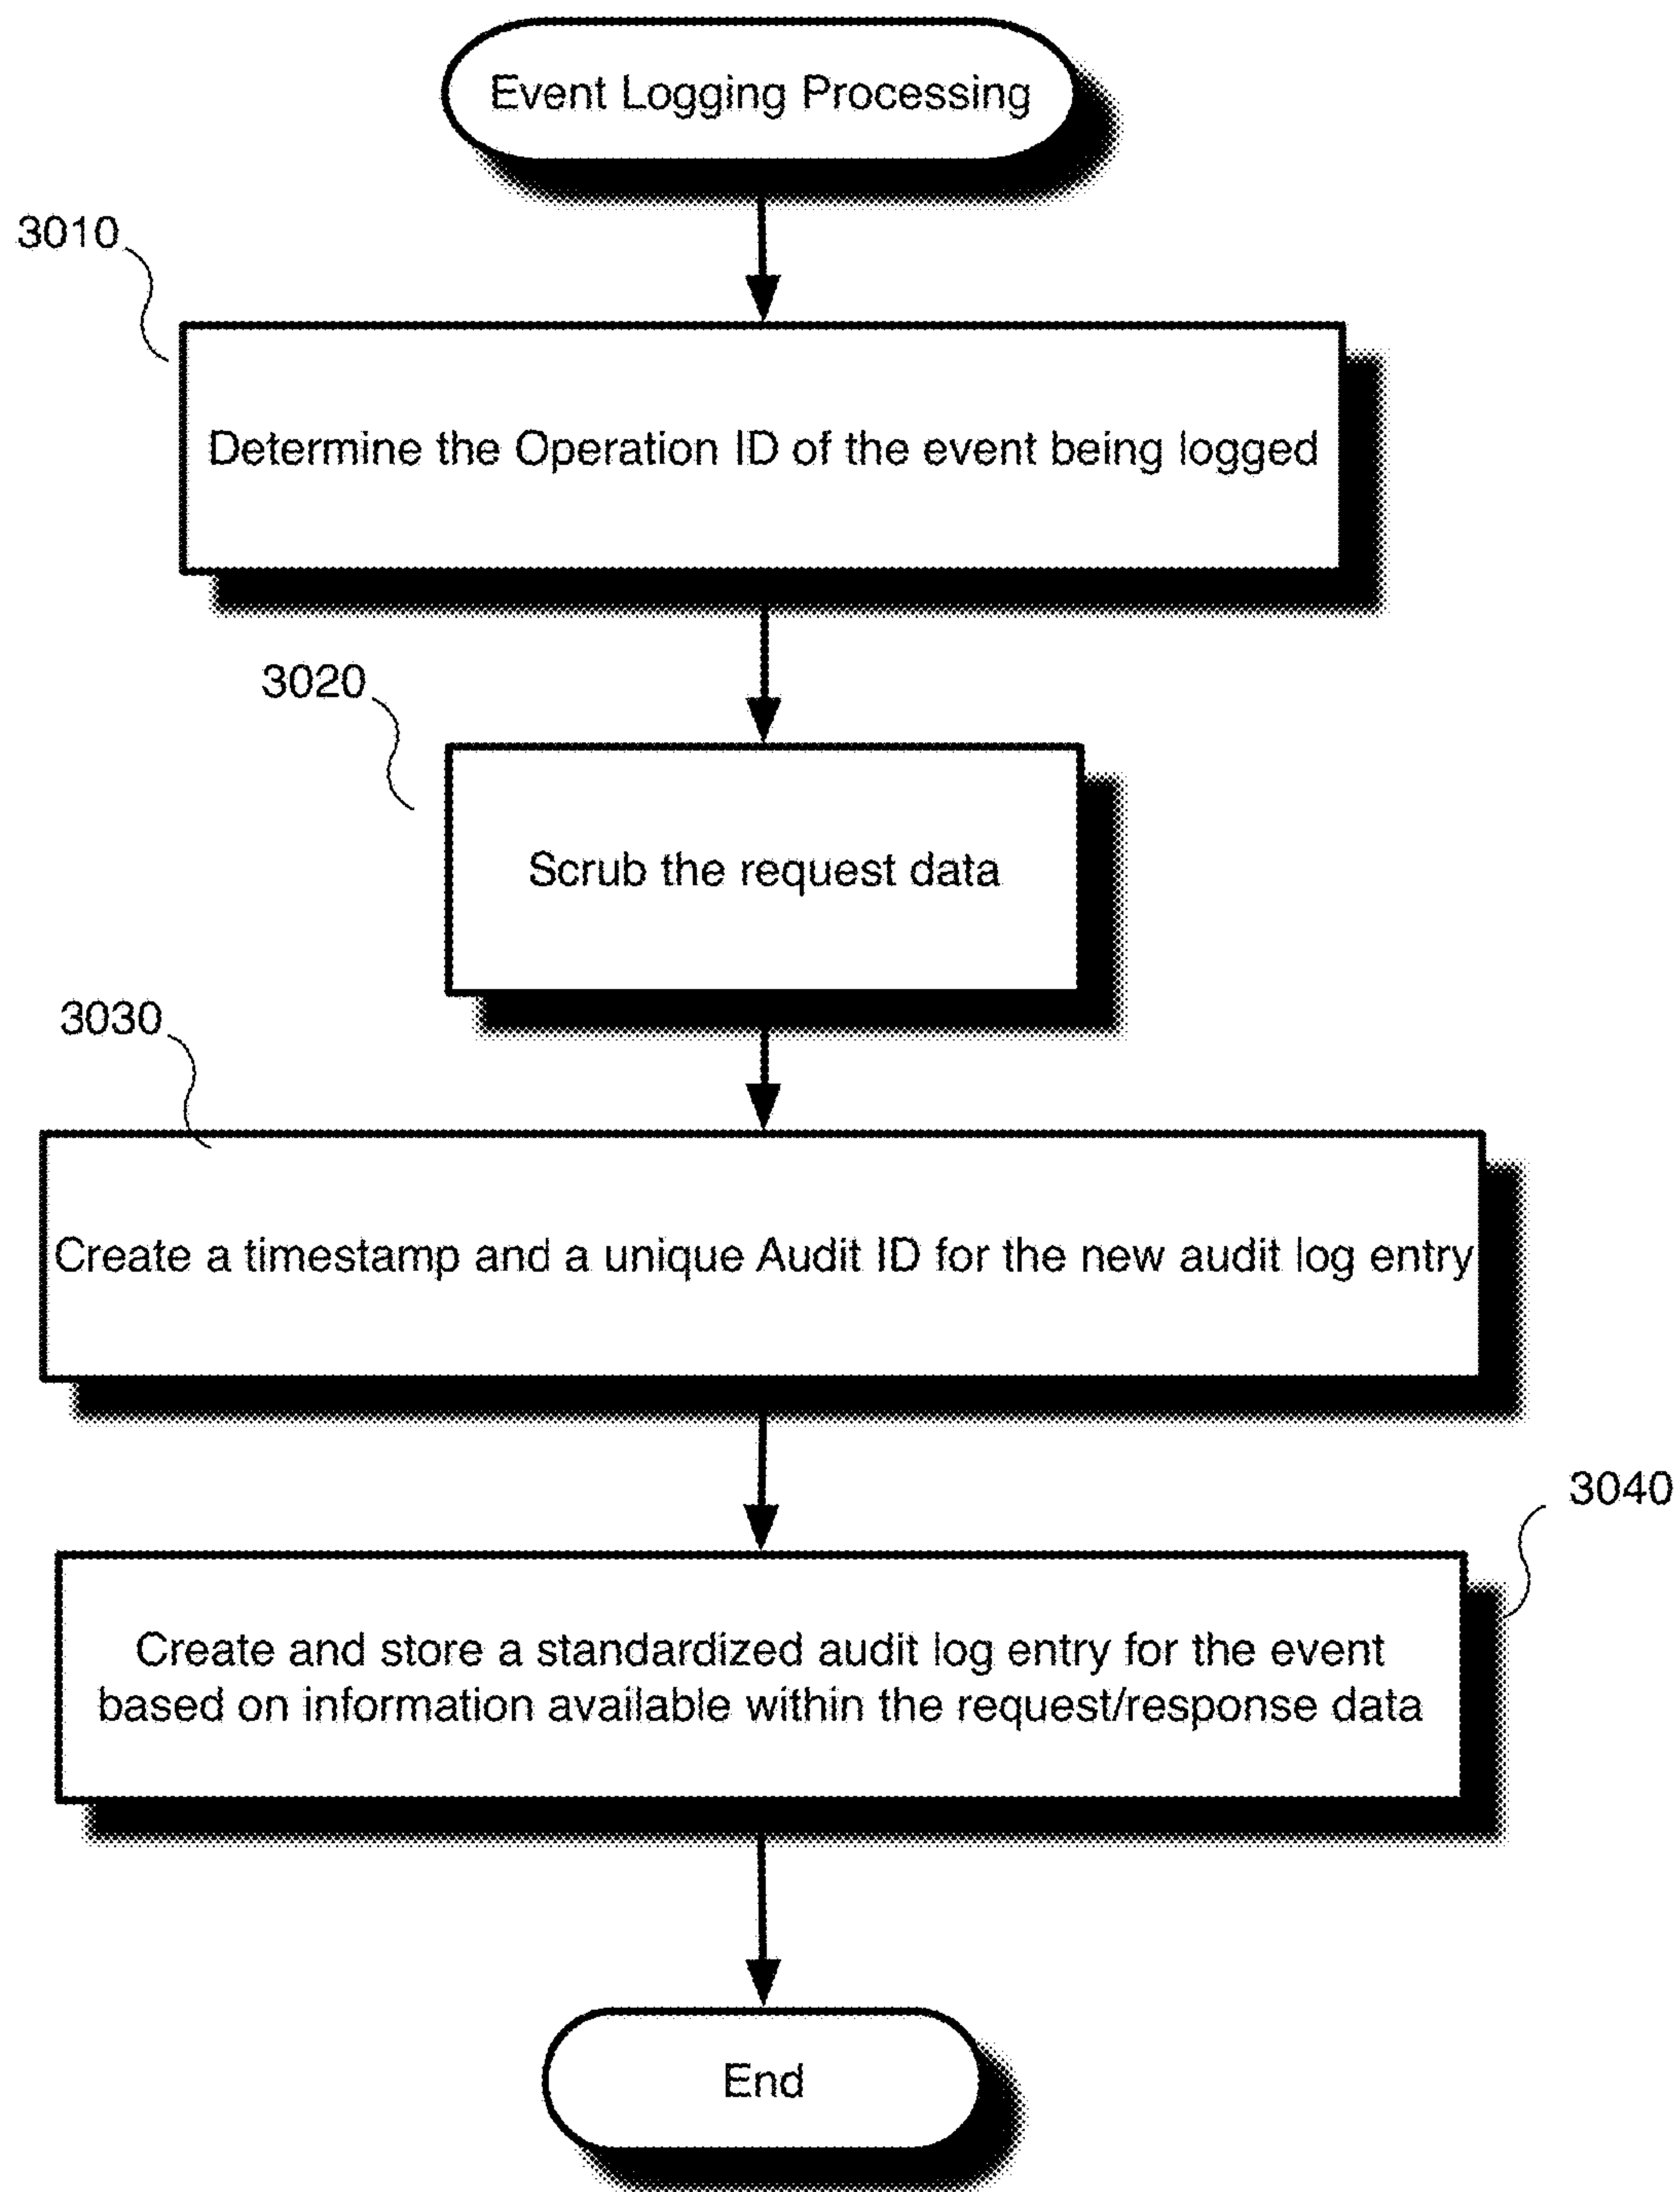 Event Logging Processing
3010
Determine the Operation ID of the event being logged
3020
Scrub the request data
3030
Create a timestamp and a unique Audit ID for the new audit log entry
3040
Create and store a standardized audit log entry for the event
based on information available within the request/response data
End